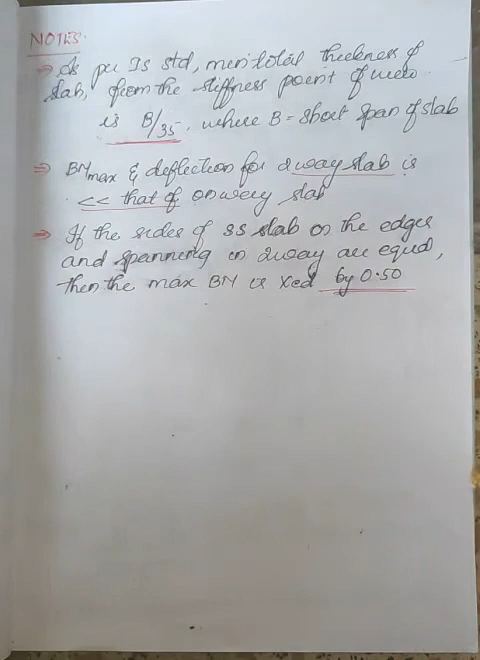 NOTES.
⇒ As per Is std, min total thickness of
slab, from the stiffness point of view
is B/35, where B = short span of slab
⇒ BMmax & deflection for 2way slab is
<< that of oneway slab
⇒ If the sides of SS slab on the edges
and spanning in 2way are equal,
then the max BM is xed by 0.50